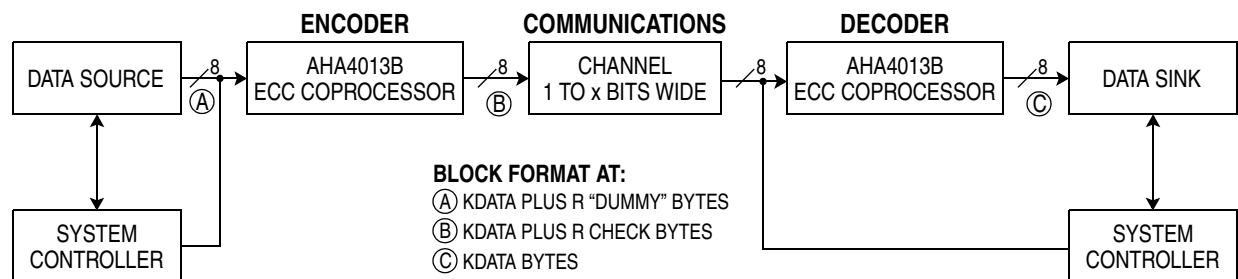 ENCODER
COMMUNICATIONS
DECODER
DATA SOURCE
8
A
AHA4013B
ECC COPROCESSOR
8
B
CHANNEL
1 TO x BITS WIDE
8
AHA4013B
ECC COPROCESSOR
8
C
DATA SINK
BLOCK FORMAT AT:
A KDATA PLUS R “DUMMY” BYTES
B KDATA PLUS R CHECK BYTES
C KDATA BYTES
SYSTEM
CONTROLLER
SYSTEM
CONTROLLER